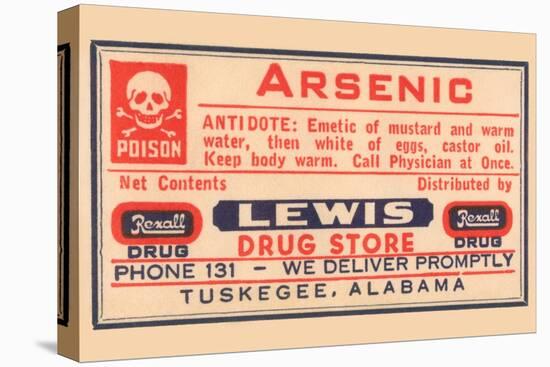 ARSENIC
POISON
ANTIDOTE: Emetic of mustard and warm
water, then white of eggs, castor oil.
Keep body warm. Call Physician at Once.
Net Contents Distributed by
Rexall LEWIS Rexall
DRUG DRUG STORE DRUG
PHONE 131 - WE DELIVER PROMPTLY
TUSKEGEE, ALABAMA